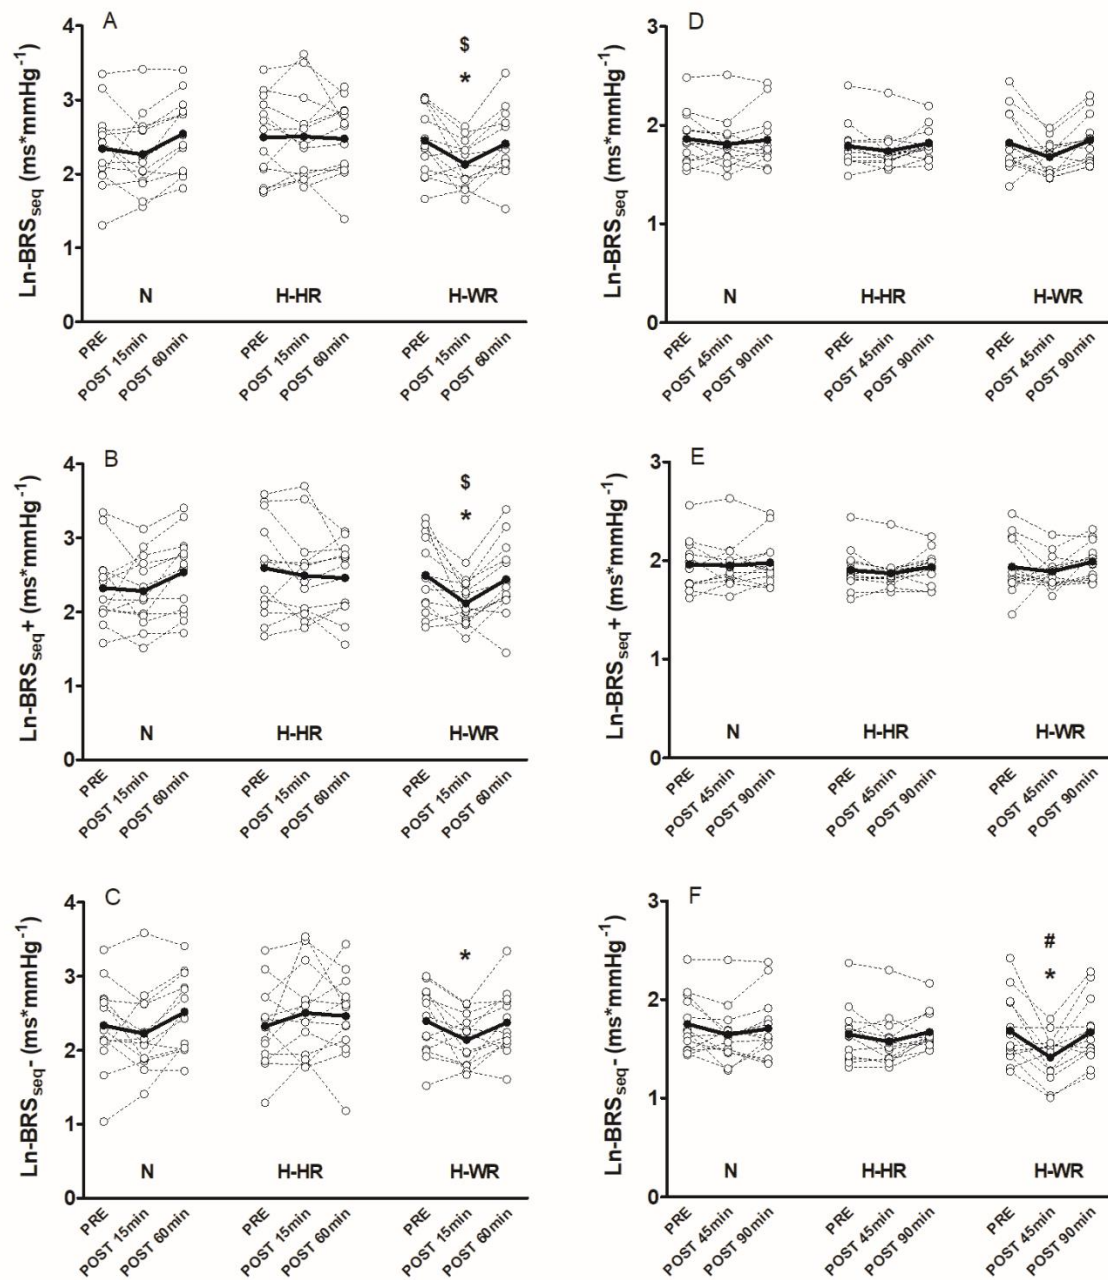 A
Ln-BRSseq (ms*mmHg-1)
4
3
2
1
0
$
*
N H-HR H-WR
PRE POST 15min POST 60min PRE POST 15min POST 60min PRE POST 15min POST 60min
D
Ln-BRSseq (ms*mmHg-1)
3
2
1
0
N H-HR H-WR
PRE POST 45min POST 90min PRE POST 45min POST 90min PRE POST 45min POST 90min
B
Ln-BRSseq+ (ms*mmHg-1)
4
3
2
1
0
$
*
N H-HR H-WR
PRE POST 15min POST 60min PRE POST 15min POST 60min PRE POST 15min POST 60min
E
Ln-BRSseq+ (ms*mmHg-1)
3
2
1
0
N H-HR H-WR
PRE POST 45min POST 90min PRE POST 45min POST 90min PRE POST 45min POST 90min
C
Ln-BRSseq- (ms*mmHg-1)
4
3
2
1
0
*
N H-HR H-WR
PRE POST 15min POST 60min PRE POST 15min POST 60min PRE POST 15min POST 60min
F
Ln-BRSseq- (ms*mmHg-1)
3
2
1
0
#
*
N H-HR H-WR
PRE POST 45min POST 90min PRE POST 45min POST 90min PRE POST 45min POST 90min